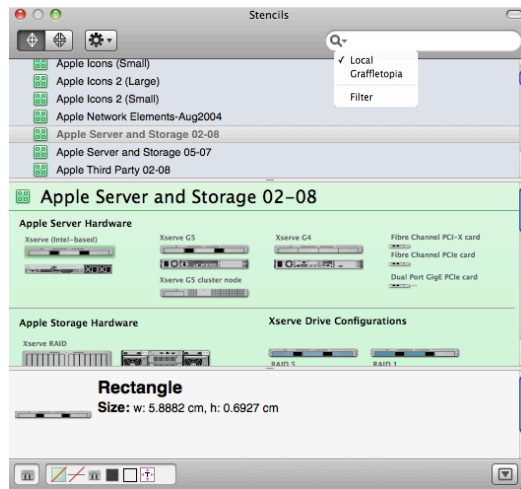 Stencils
✓ Local
Graffletopia
Filter
Apple Icons (Small)
Apple Icons 2 (Large)
Apple Icons 2 (Small)
Apple Network Elements-Aug2004
Apple Server and Storage 02-08
Apple Server and Storage 05-07
Apple Third Party 02-08
Apple Server and Storage 02-08
Apple Server Hardware
Xserve (Intel-based)
Xserve G5
Xserve G4
Fibre Channel PCI-X card
Fibre Channel PCIe card
Dual Port GigE PCIe card
Xserve G5 cluster node
Apple Storage Hardware
Xserve Drive Configurations
Xserve RAID
RAID 5
RAID 1
Rectangle
Size: w: 5.8882 cm, h: 0.6927 cm